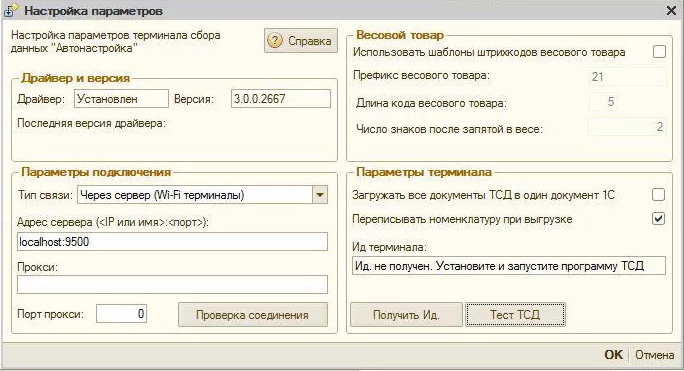 Настройка параметров
Настройка параметров терминала сбора
данных "Автонастройка"
Справка
Драйвер и версия
Драйвер: Установлен Версия: 3.0.0.2667
Последняя версия драйвера:
Параметры подключения
Тип связи: Через сервер (Wi-Fi терминалы)
Адрес сервера (<IP или имя>:<порт>):
localhost:9500
Прокси:
Порт прокси: 0 Проверка соединения
Весовой товар
Использовать шаблоны штрихкодов весового товара
Префикс весового товара: 21
Длина кода весового товара: 5
Число знаков после запятой в весе: 2
Параметры терминала
Загружать все документы ТСД в один документ 1С
Переписывать номенклатуру при выгрузке
Ид терминала:
Ид. не получен. Установите и запустите программу ТСД
Получить Ид. Тест ТСД
OK Отмена